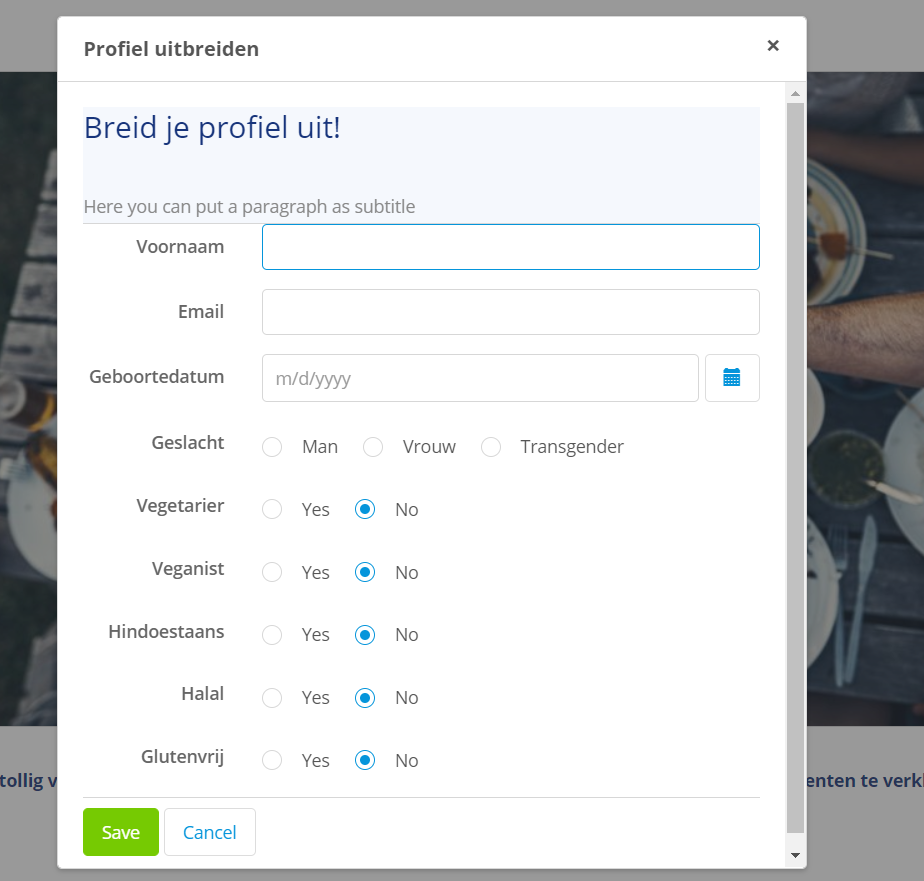 Profiel uitbreiden ×
Breid je profiel uit!
Here you can put a paragraph as subtitle
Voornaam
Email
Geboortedatum m/d/yyyy
Geslacht Man Vrouw Transgender
Vegetarier Yes No
Veganist Yes No
Hindoestaans Yes No
Halal Yes No
Glutenvrij Yes No
tollig v enten te verkl
Save Cancel